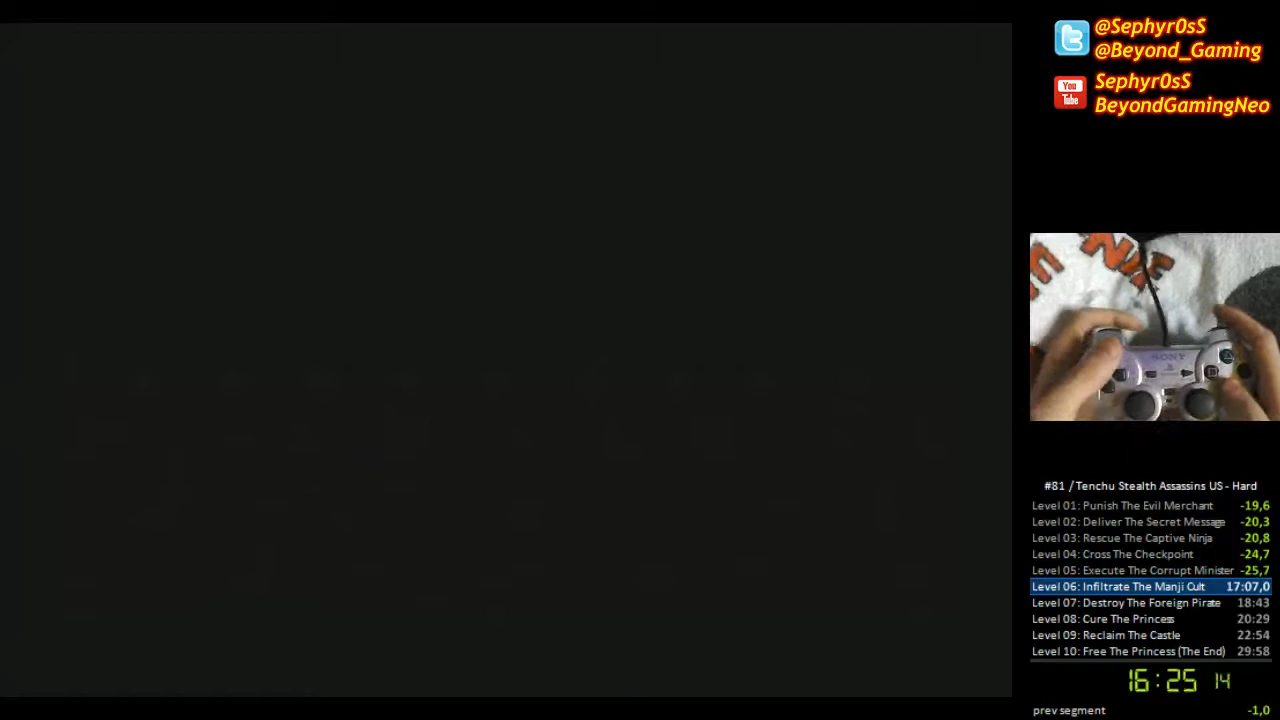 @Sephyr0sS
@Beyond_Gaming
You
Tube
Sephyr0sS
BeyondGamingNeo
SONY
#81 / Tenchu Stealth Assassins US - Hard
Level 01: Punish The Evil Merchant -19,6
Level 02: Deliver The Secret Message -20,3
Level 03: Rescue The Captive Ninja -20,8
Level 04: Cross The Checkpoint -24,7
Level 05: Execute The Corrupt Minister -25,7
Level 06: Infiltrate The Manji Cult 17:07,0
Level 07: Destroy The Foreign Pirate 18:43
Level 08: Cure The Princess 20:29
Level 09: Reclaim The Castle 22:54
Level 10: Free The Princess (The End) 29:58
16:25 14
prev segment -1,0